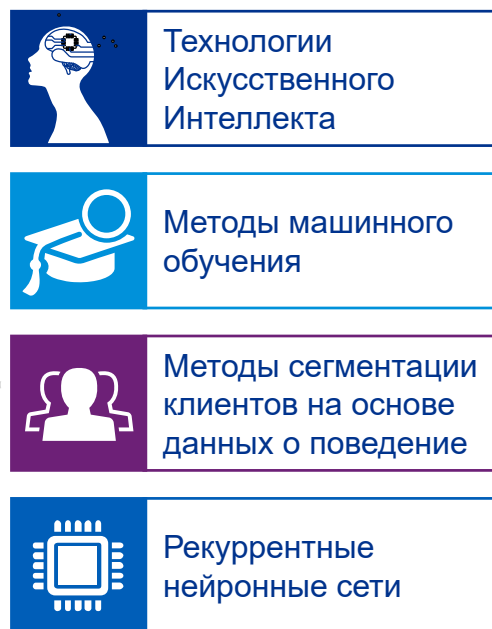 Технологии
Искусственного
Интеллекта
Методы машинного
обучения
Методы сегментации
клиентов на основе
данных о поведение
Рекуррентные
нейронные сети